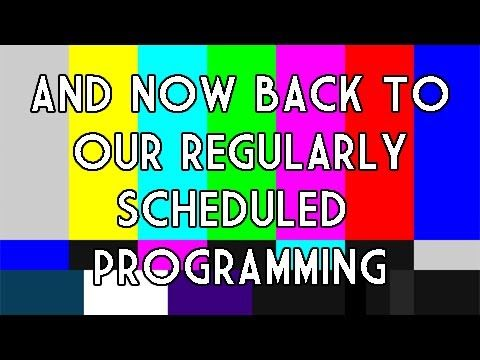 AND NOW BACK TO
OUR REGULARLY
SCHEDULED
PROGRAMMING